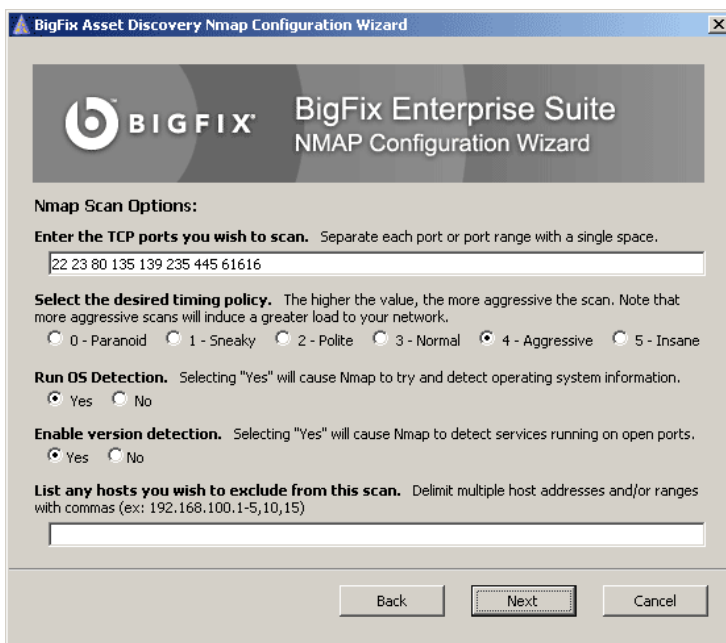 BigFix Asset Discovery Nmap Configuration Wizard
BIGFIX
BigFix Enterprise Suite
NMAP Configuration Wizard
Nmap Scan Options:
Enter the TCP ports you wish to scan. Separate each port or port range with a single space.
22 23 80 135 139 235 445 61616
Select the desired timing policy. The higher the value, the more aggressive the scan. Note that
more aggressive scans will induce a greater load to your network.
0 - Paranoid 1 - Sneaky 2 - Polite 3 - Normal 4 - Aggressive 5 - Insane
Run OS Detection. Selecting "Yes" will cause Nmap to try and detect operating system information.
Yes No
Enable version detection. Selecting "Yes" will cause Nmap to detect services running on open ports.
Yes No
List any hosts you wish to exclude from this scan. Delimit multiple host addresses and/or ranges
with commas (ex: 192.168.100.1-5,10,15)
Back Next Cancel